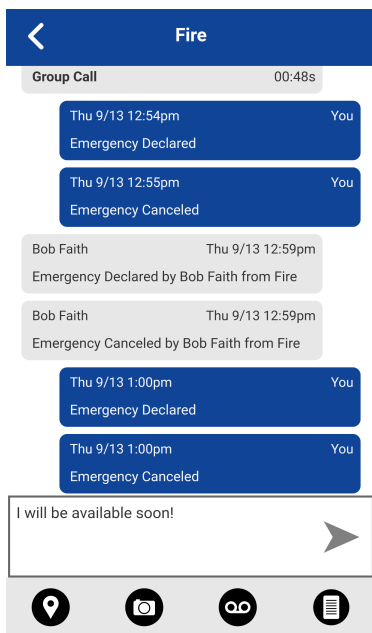 Fire
Group Call 00:48s
Thu 9/13 12:54pm You
Emergency Declared
Thu 9/13 12:55pm You
Emergency Canceled
Bob Faith Thu 9/13 12:59pm
Emergency Declared by Bob Faith from Fire
Bob Faith Thu 9/13 12:59pm
Emergency Canceled by Bob Faith from Fire
Thu 9/13 1:00pm You
Emergency Declared
Thu 9/13 1:00pm You
Emergency Canceled
I will be available soon!